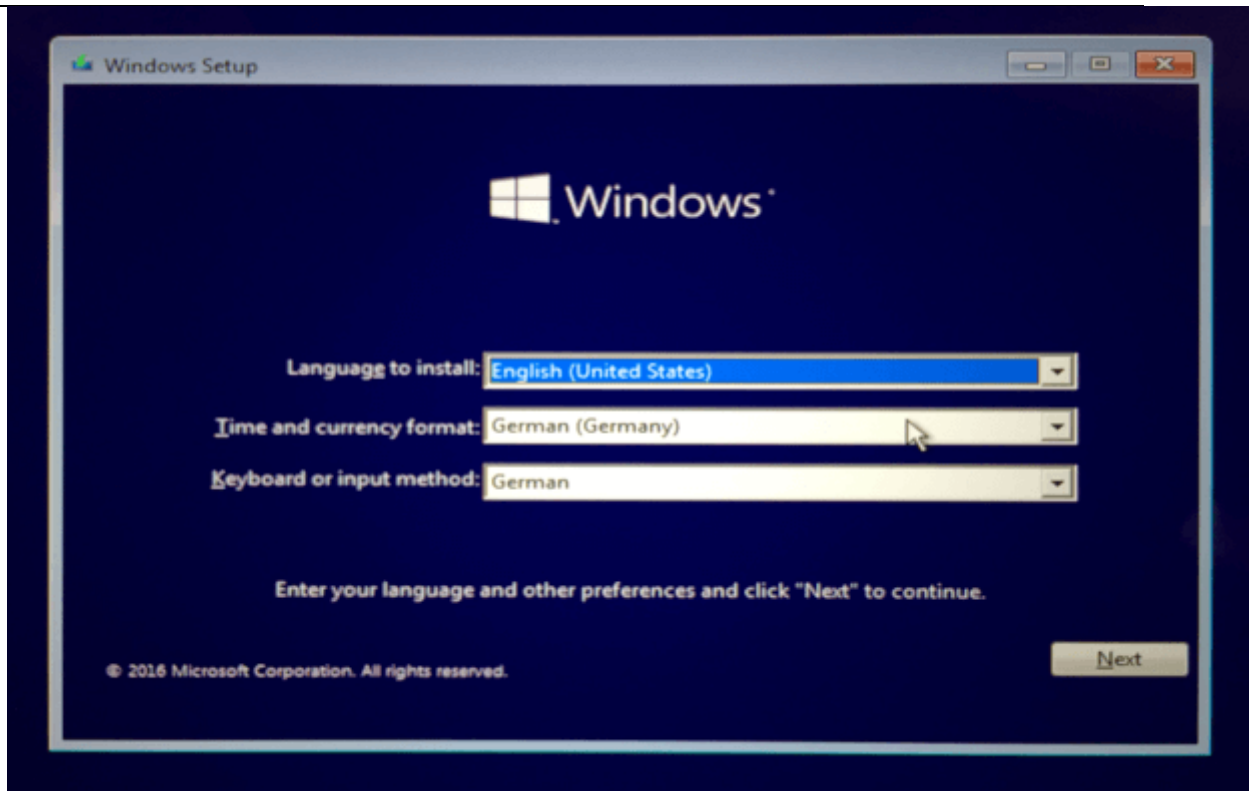 Windows Setup
Windows
Language to install: English (United States)
Time and currency format: German (Germany)
Keyboard or input method: German
Enter your language and other preferences and click "Next" to continue.
© 2016 Microsoft Corporation. All rights reserved.
Next